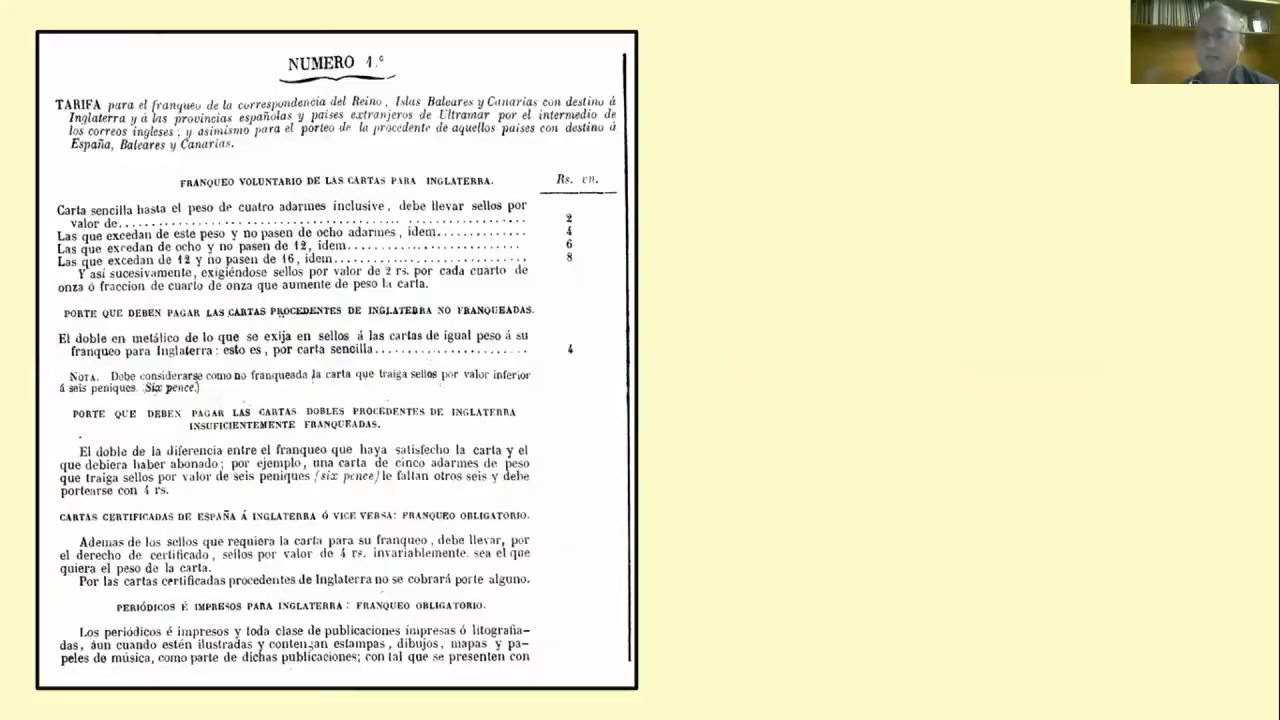 NUMERO 1.º
TARIFA para el franqueo de la correspondencia del Reino, Islas Baleares y Canarias con destino á
Inglaterra y á las provincias españolas y paises extranjeros de Ultramar por el intermedio de
los correos ingleses; y asimismo para el porteo de la procedente de aquellos paises con destino á
España, Baleares y Canarias.
FRANQUEO VOLUNTARIO DE LAS CARTAS PARA INGLATERRA. Rs. vn.
Carta sencilla hasta el peso de cuatro adarmes inclusive, debe llevar sellos por
valor de.................................................. 2
Las que excedan de este peso y no pasen de ocho adarmes, idem............. 4
Las que excedan de ocho y no pasen de 12, idem........................ 6
Las que excedan de 12 y no pasen de 16, idem.......................... 8
Y así sucesivamente, exigiéndose sellos por valor de 2 rs. por cada cuarto de
onza ó fraccion de cuarto de onza que aumente de peso la carta.
PORTE QUE DEBEN PAGAR LAS CARTAS PROCEDENTES DE INGLATERRA NO FRANQUEADAS.
El doble en metálico de lo que se exija en sellos á las cartas de igual peso á su
franqueo para Inglaterra: esto es, por carta sencilla..................... 4
NOTA. Debe considerarse como no franqueada la carta que traiga sellos por valor inferior
á seis peniques. (Six pence.)
PORTE QUE DEBEN PAGAR LAS CARTAS DOBLES PROCEDENTES DE INGLATERRA
INSUFICIENTEMENTE FRANQUEADAS.
El doble de la diferencia entre el franqueo que haya satisfecho la carta y el
que debiera haber abonado; por ejemplo, una carta de cinco adarmes de peso
que traiga sellos por valor de seis peniques (six pence) le faltan otros seis y debe
portearse con 4 rs.
CARTAS CERTIFICADAS DE ESPAÑA Á INGLATERRA Ó VICE VERSA: FRANQUEO OBLIGATORIO.
Ademas de los sellos que requiera la carta para su franqueo, debe llevar, por
el derecho de certificado, sellos por valor de 4 rs. invariablemente, sea el que
quiera el peso de la carta.
Por las cartas certificadas procedentes de Inglaterra no se cobrará porte alguno.
PERIÓDICOS É IMPRESOS PARA INGLATERRA: FRANQUEO OBLIGATORIO.
Los periódicos é impresos y toda clase de publicaciones impresas ó litografia-
das, áun cuando estén ilustradas y contengan estampas, dibujos, mapas y pa-
peles de música, como parte de dichas publicaciones; con tal que se presenten con